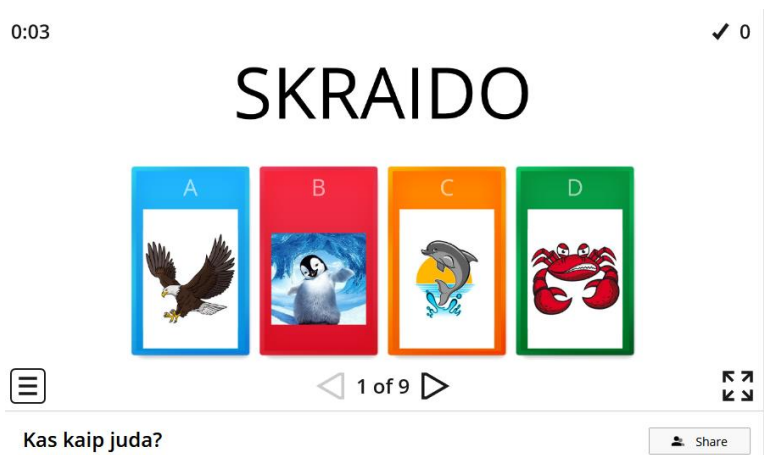 0:03
0
SKRAIDO
A
B
C
D
1 of 9
Kas kaip juda?
Share